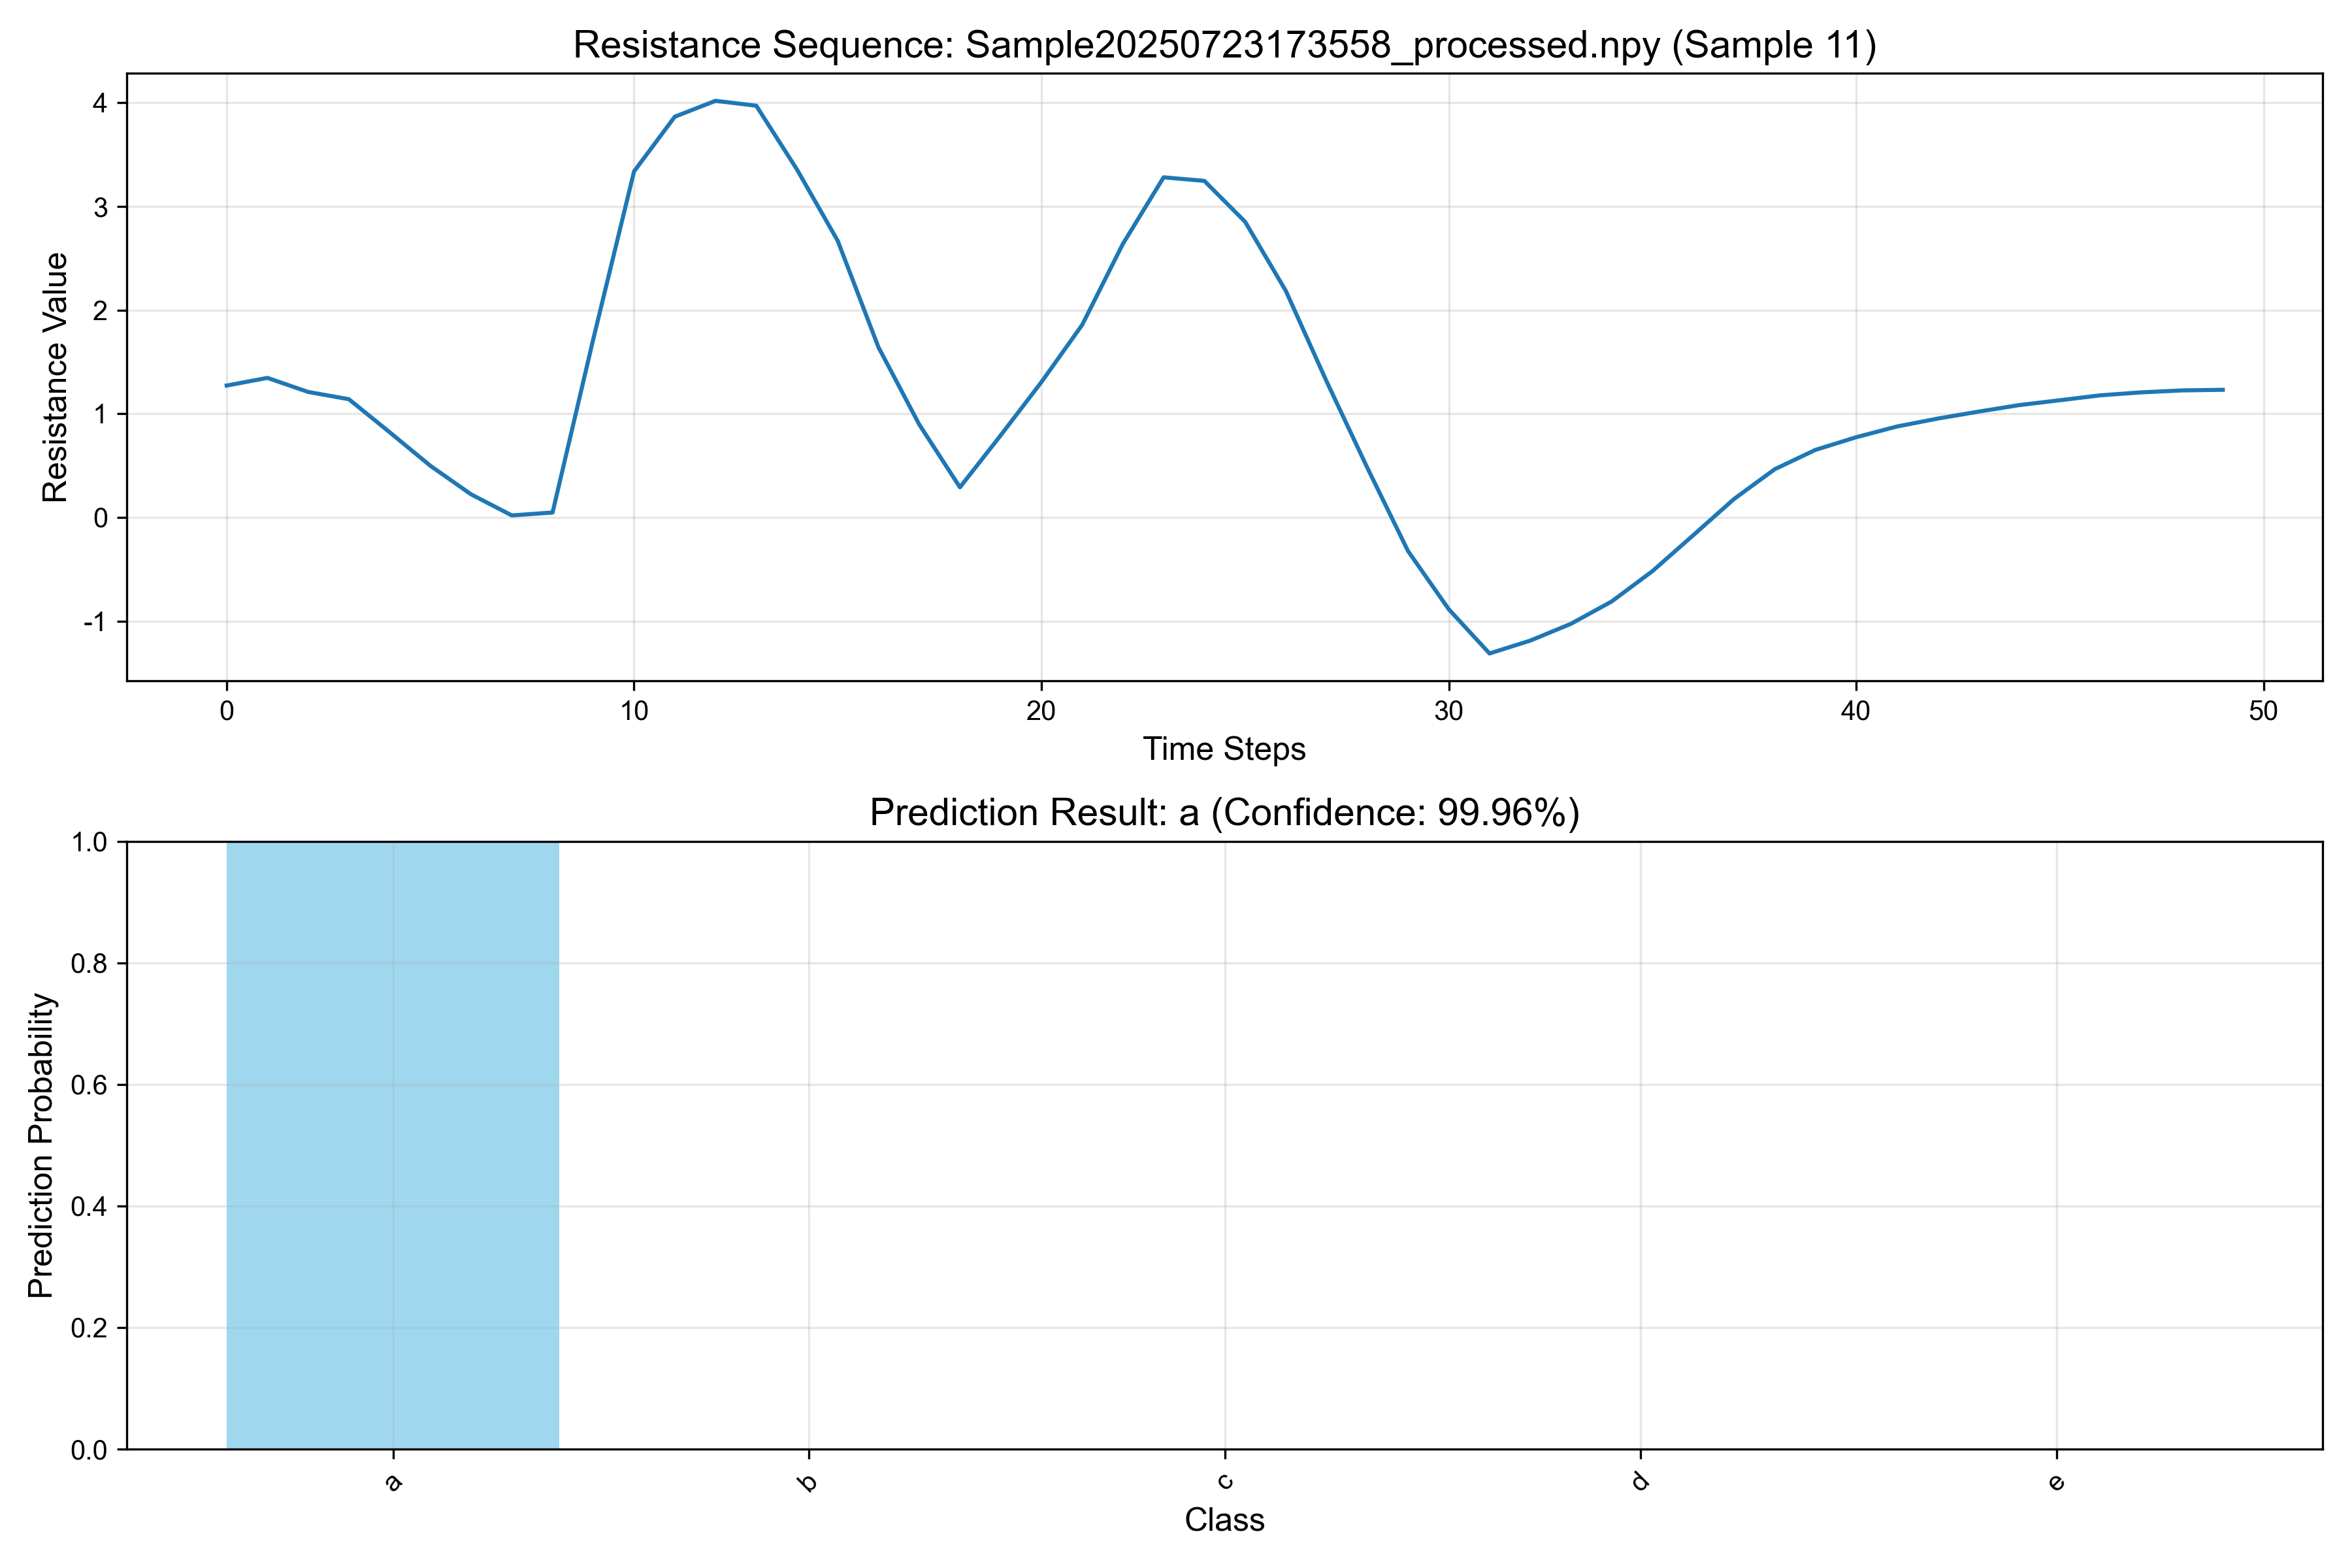 Resistance Sequence: Sample20250723173558_processed.npy (Sample 11)
4
3
2
1
0
-1
Resistance Value
0 10 20 30 40 50
Time Steps
Prediction Result: a (Confidence: 99.96%)
1.0
0.8
0.6
0.4
0.2
0.0
Prediction Probability
a b c d e
Class